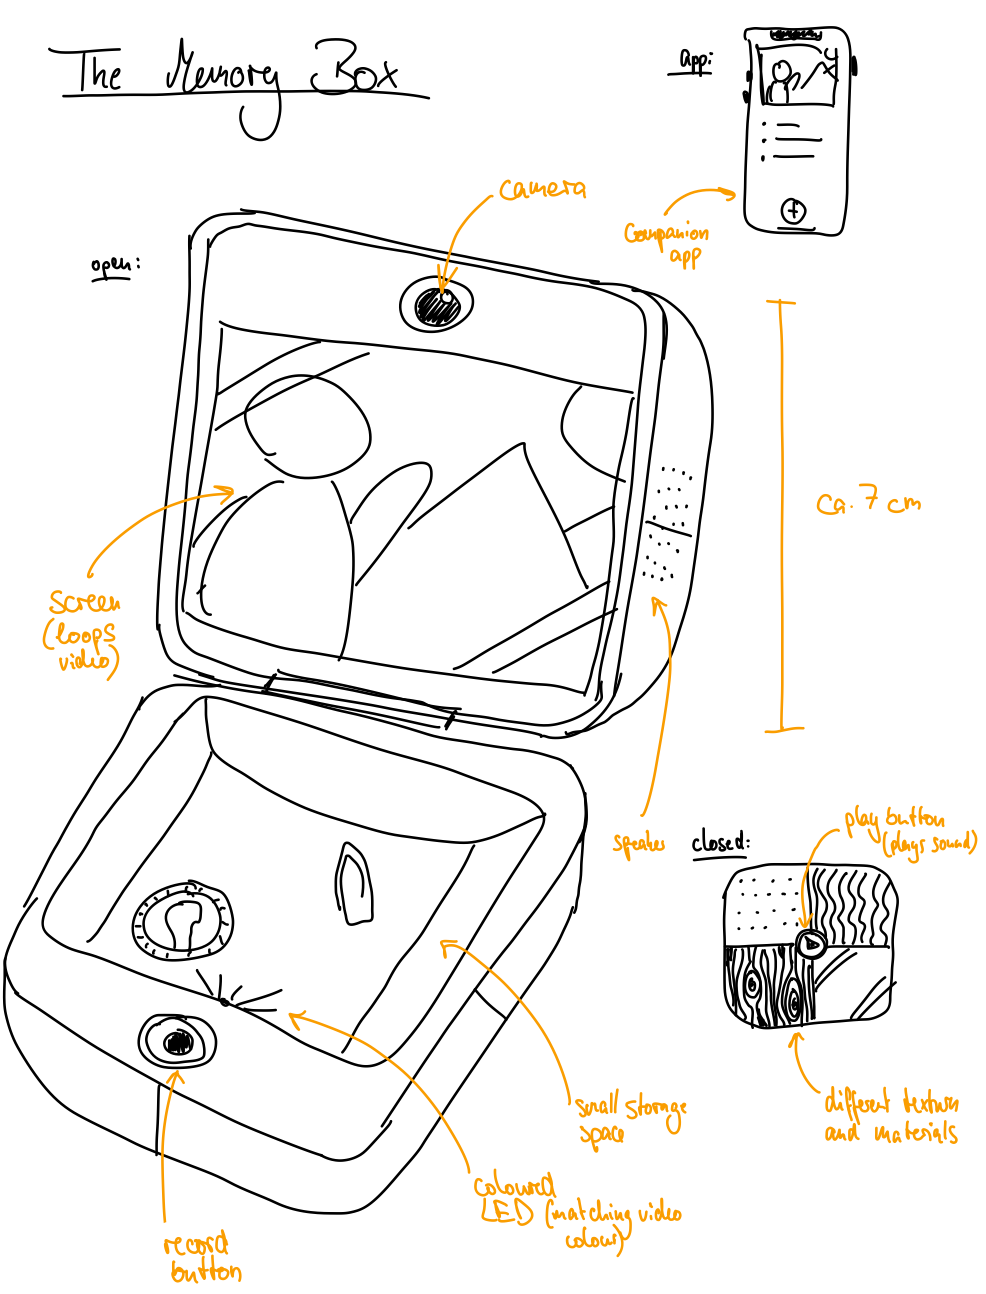 The Memory Box
app:
Companion
app
open:
camera
ca. 7 cm
screen
(loops
video)
speaker
closed:
play button
(plays sound)
different textures
and materials
small storage
space
coloured
LED (matching video
colour)
record
button